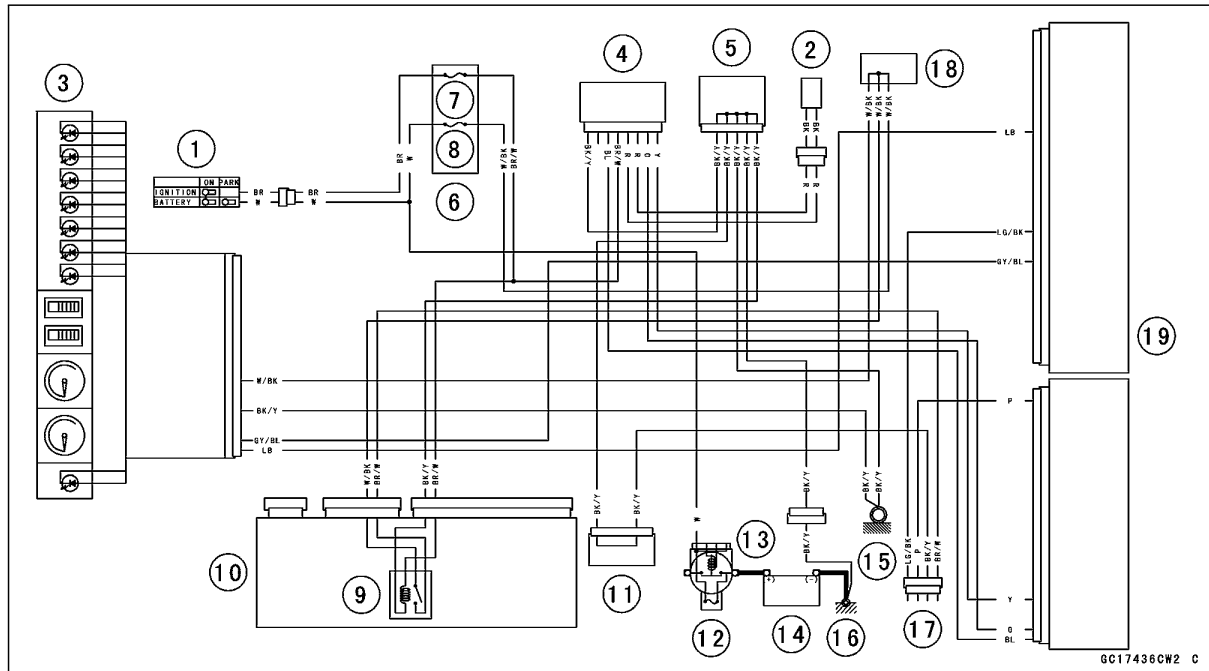 3
1
ON PARK
IGNITION
BATTERY
BR
W
BR
W
BR
W
7
8
6
W/BK
BR/W
4
BK/Y
BL
BR/W
R
R
G
Y
5
BK/Y
BK/Y
BK/Y
BK/Y
BK/Y
2
BK
BK
R
R
18
W/BK
W/BK
W/BK
LB
LG/BK
GY/BL
19
W/BK
BK/Y
GY/BL
LB
W/BK
BR/W
BK/Y
BR/W
10
9
BK/Y
BK/Y
11
W
13
12
(+)
(-)
14
BK/Y
BK/Y
16
BK/Y
BK/Y
15
LG/BK
P
BK/Y
BR/W
17
P
Y
G
BL
GC17436CW2 C